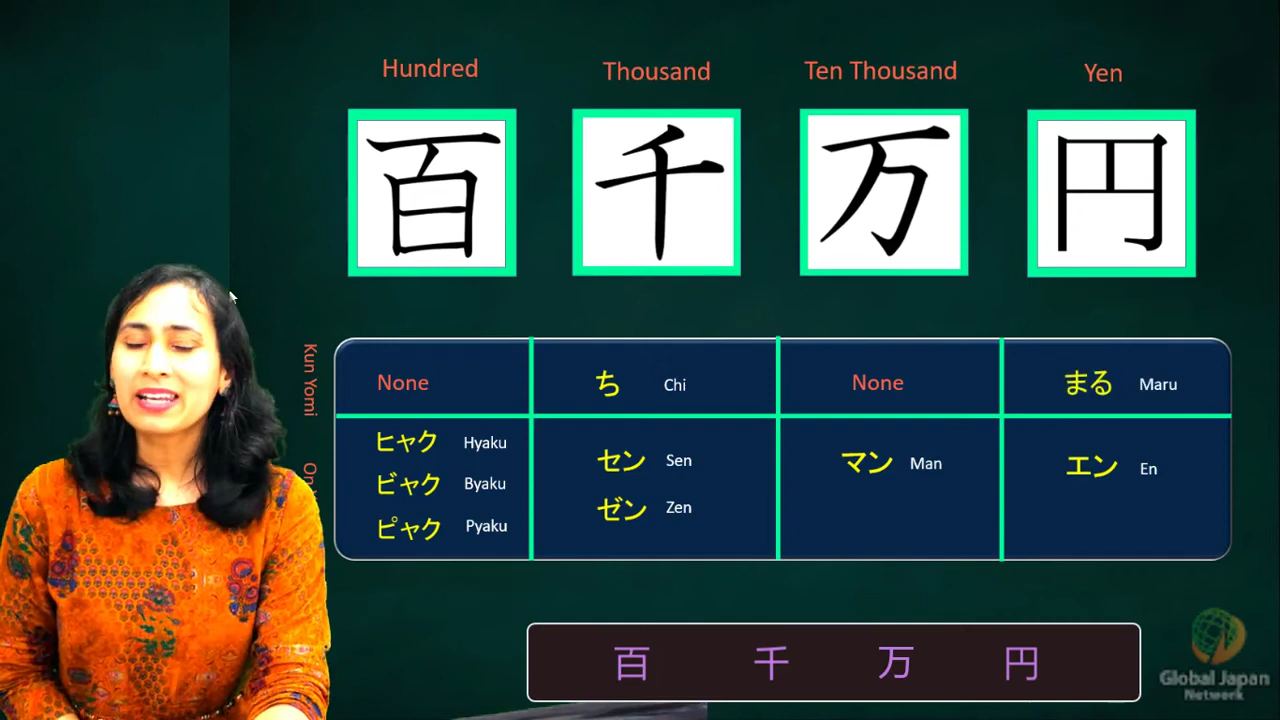 Hundred
Thousand
Ten Thousand
Yen
百
千
万
円
Kun Yomi
None
ち Chi
None
まる Maru
ヒャク Hyaku
ビャク Byaku
ピャク Pyaku
セン Sen
ゼン Zen
マン Man
エン En
百 千 万 円
Global Japan
Network